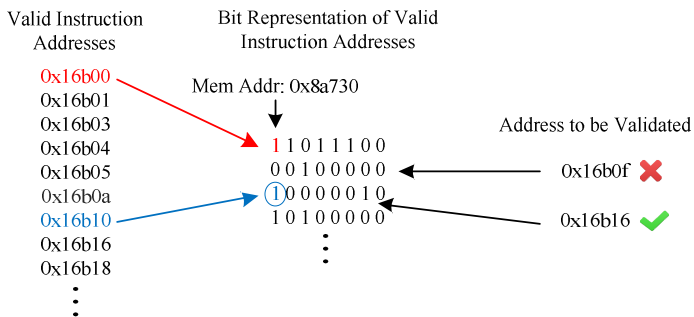 Valid Instruction
Addresses
0x16b00
0x16b01
0x16b03
0x16b04
0x16b05
0x16b0a
0x16b10
0x16b16
0x16b18
Bit Representation of Valid
Instruction Addresses
Mem Addr: 0x8a730
1 1 0 1 1 1 0 0
0 0 1 0 0 0 0 0
1 0 0 0 0 0 1 0
1 0 1 0 0 0 0 0
Address to be Validated
0x16b0f
0x16b16